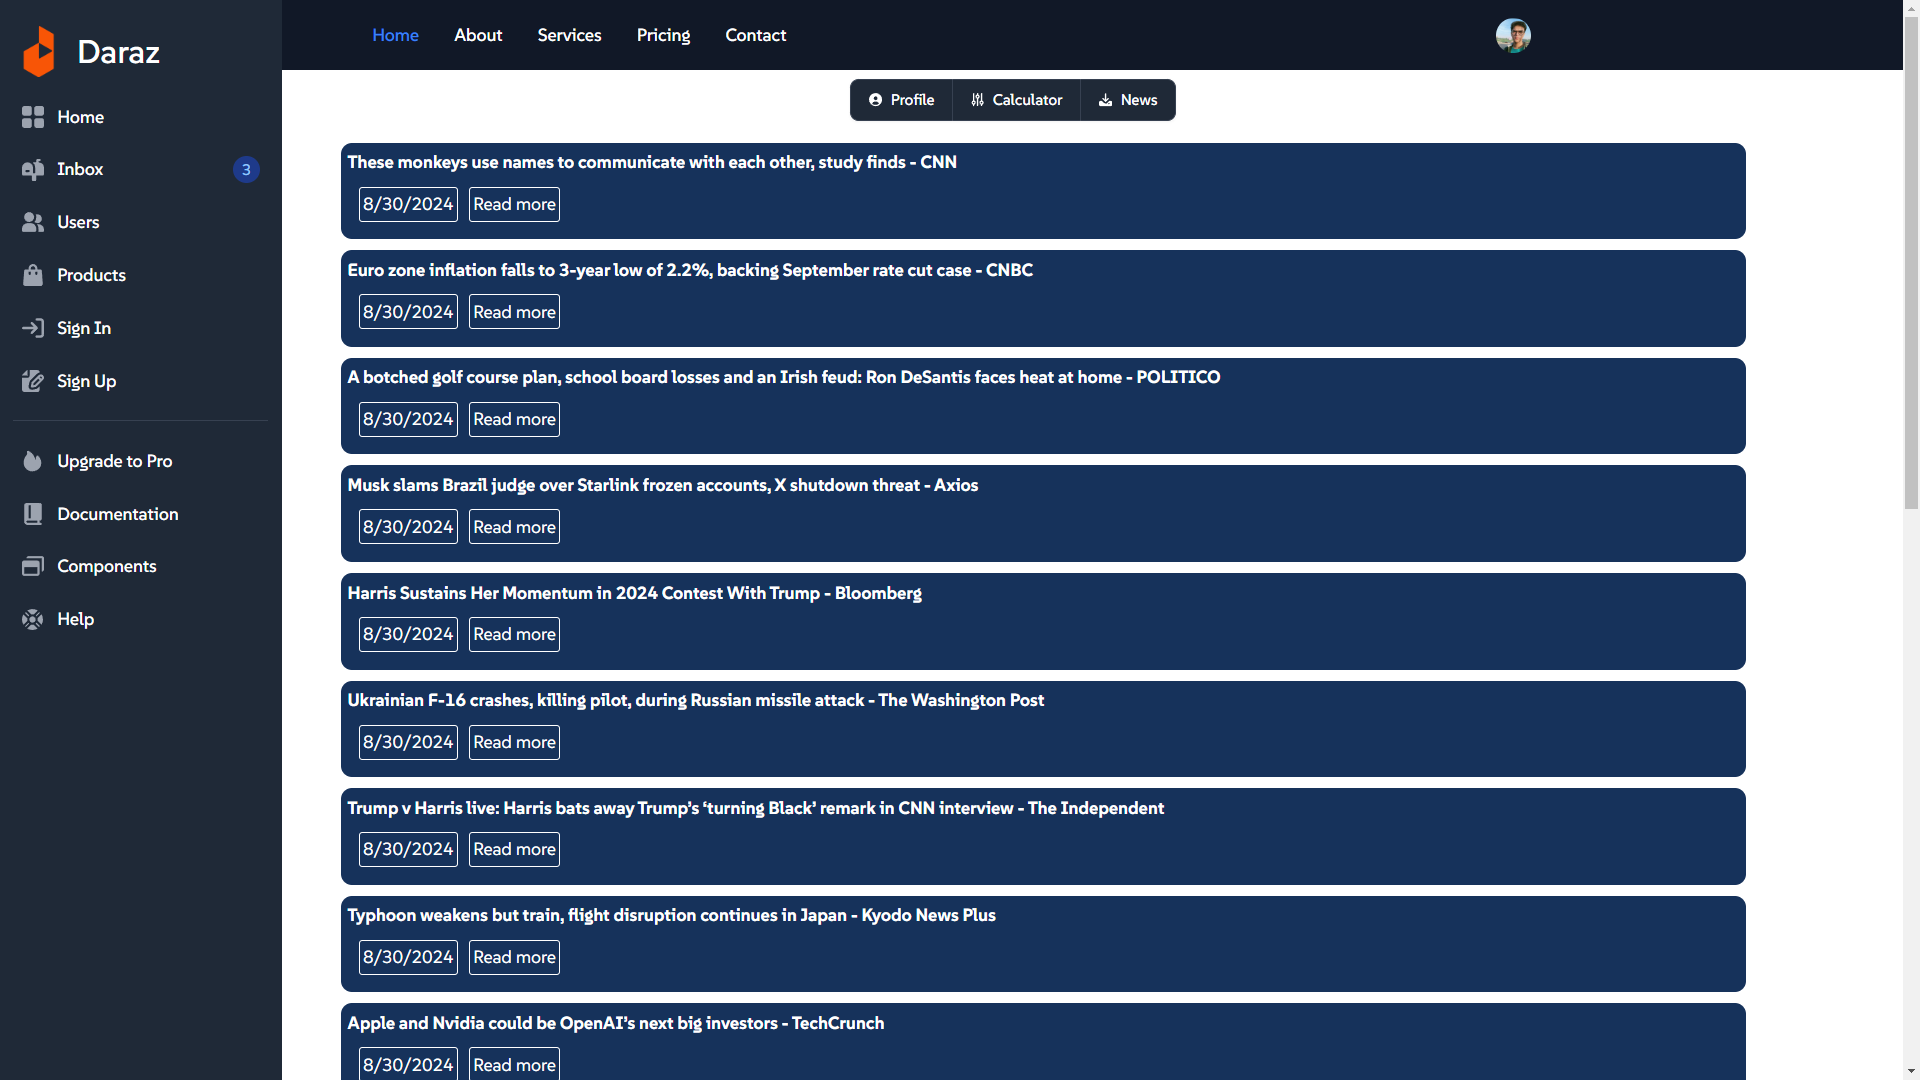 Daraz
Home
Inbox 3
Users
Products
Sign In
Sign Up
Upgrade to Pro
Documentation
Components
Help
Home About Services Pricing Contact
Profile Calculator News
These monkeys use names to communicate with each other, study finds - CNN
8/30/2024 Read more
Euro zone inflation falls to 3-year low of 2.2%, backing September rate cut case - CNBC
8/30/2024 Read more
A botched golf course plan, school board losses and an Irish feud: Ron DeSantis faces heat at home - POLITICO
8/30/2024 Read more
Musk slams Brazil judge over Starlink frozen accounts, X shutdown threat - Axios
8/30/2024 Read more
Harris Sustains Her Momentum in 2024 Contest With Trump - Bloomberg
8/30/2024 Read more
Ukrainian F-16 crashes, killing pilot, during Russian missile attack - The Washington Post
8/30/2024 Read more
Trump v Harris live: Harris bats away Trump’s ‘turning Black’ remark in CNN interview - The Independent
8/30/2024 Read more
Typhoon weakens but train, flight disruption continues in Japan - Kyodo News Plus
8/30/2024 Read more
Apple and Nvidia could be OpenAI’s next big investors - TechCrunch
8/30/2024 Read more